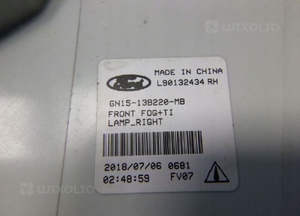 WIXOLIO
MADE IN CHINA
L90132434 RH
GN15-13B220-MB
FRONT FOG+TI
LAMP_RIGHT
2018/07/06 0681
02:48:59 FV07